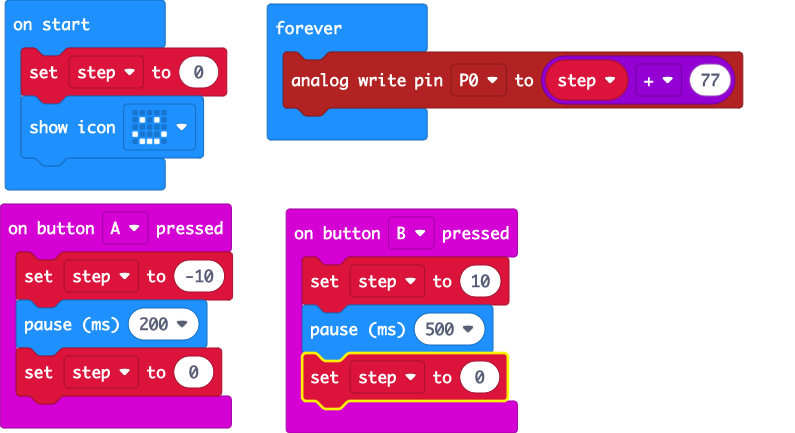 on start
set step to 0
show icon
forever
analog write pin P0 to step + 77
on button A pressed
set step to -10
pause (ms) 200
set step to 0
on button B pressed
set step to 10
pause (ms) 500
set step to 0